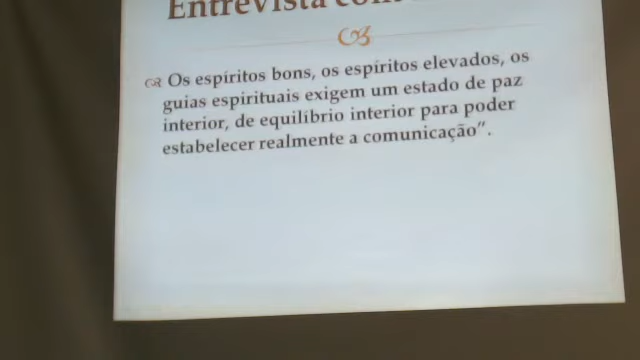 Entrevista
Os espíritos bons, os espíritos elevados, os
guias espirituais exigem um estado de paz
interior, de equilíbrio interior para poder
estabelecer realmente a comunicação”.